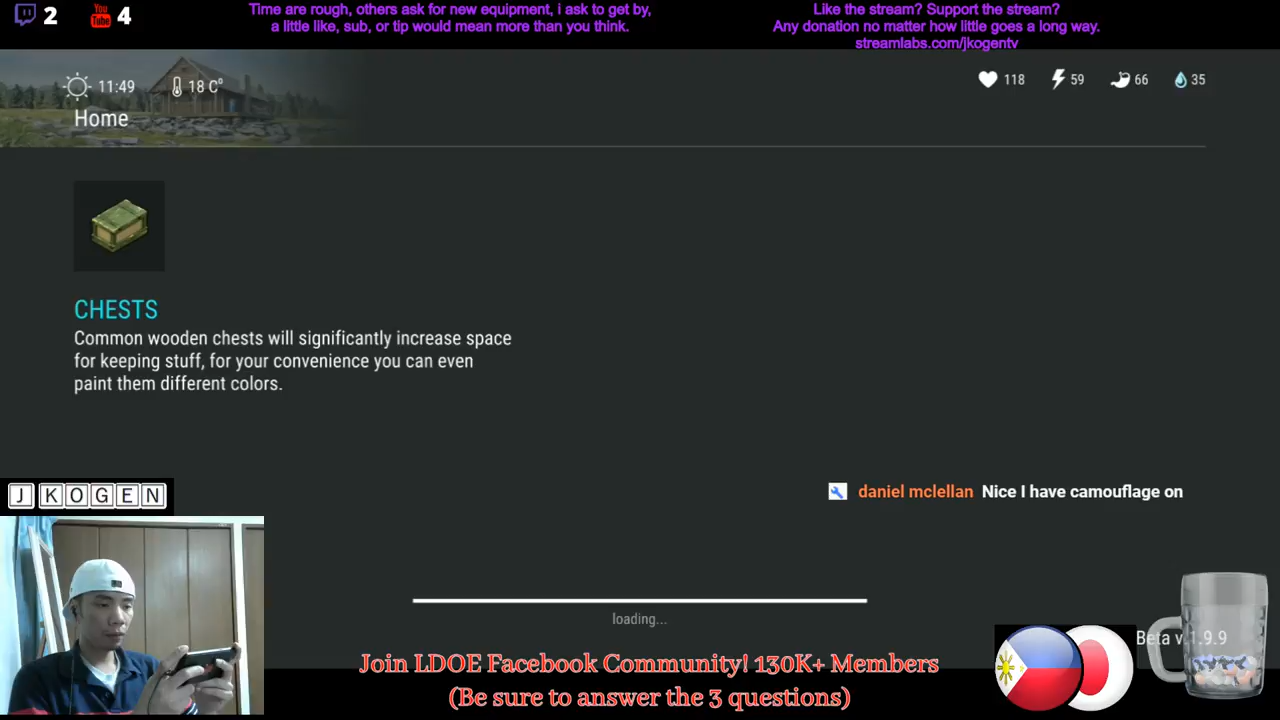 2
You Tube 4
Time are rough, others ask for new equipment, i ask to get by,
a little like, sub, or tip would mean more than you think.
Like the stream? Support the stream?
Any donation no matter how little goes a long way.
streamlabs.com/jkogentv
11:49
18 C°
118
59
66
35
Home
CHESTS
Common wooden chests will significantly increase space
for keeping stuff, for your convenience you can even
paint them different colors.
JKOGEN
daniel mclellan Nice I have camouflage on
loading...
Beta v.1.9.9
Join LDOE Facebook Community! 130K+ Members
(Be sure to answer the 3 questions)